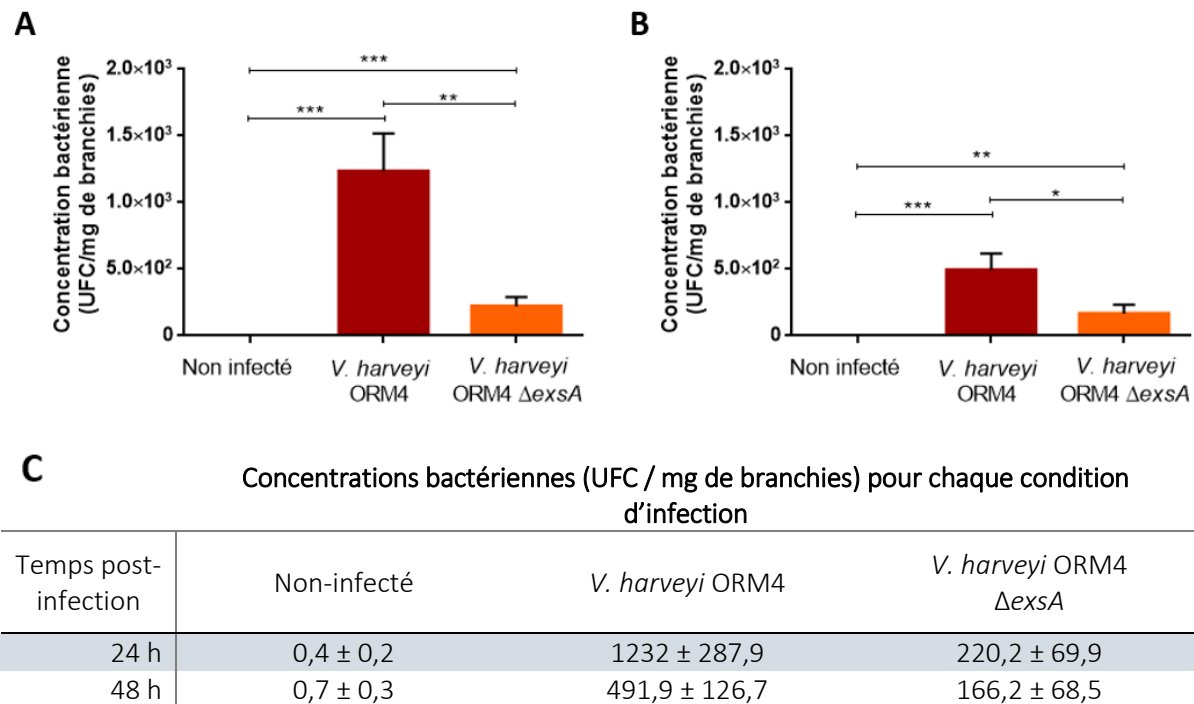 A
Concentration bactérienne
(UFC/mg de branchies)
2.0×10³
1.5×10³
1.0×10³
5.0×10²
0
***
***
**
Non infecté
V. harveyi
ORM4
V. harveyi
ORM4 ΔexsA
B
Concentration bactérienne
(UFC/mg de branchies)
2.0×10³
1.5×10³
1.0×10³
5.0×10²
0
**
***
*
Non infecté
V. harveyi
ORM4
V. harveyi
ORM4 ΔexsA
C
Concentrations bactériennes (UFC / mg de branchies) pour chaque condition
d’infection
Temps post-
infection
Non-infecté
V. harveyi ORM4
V. harveyi ORM4
ΔexsA
24 h 0,4 ± 0,2 1232 ± 287,9 220,2 ± 69,9
48 h 0,7 ± 0,3 491,9 ± 126,7 166,2 ± 68,5